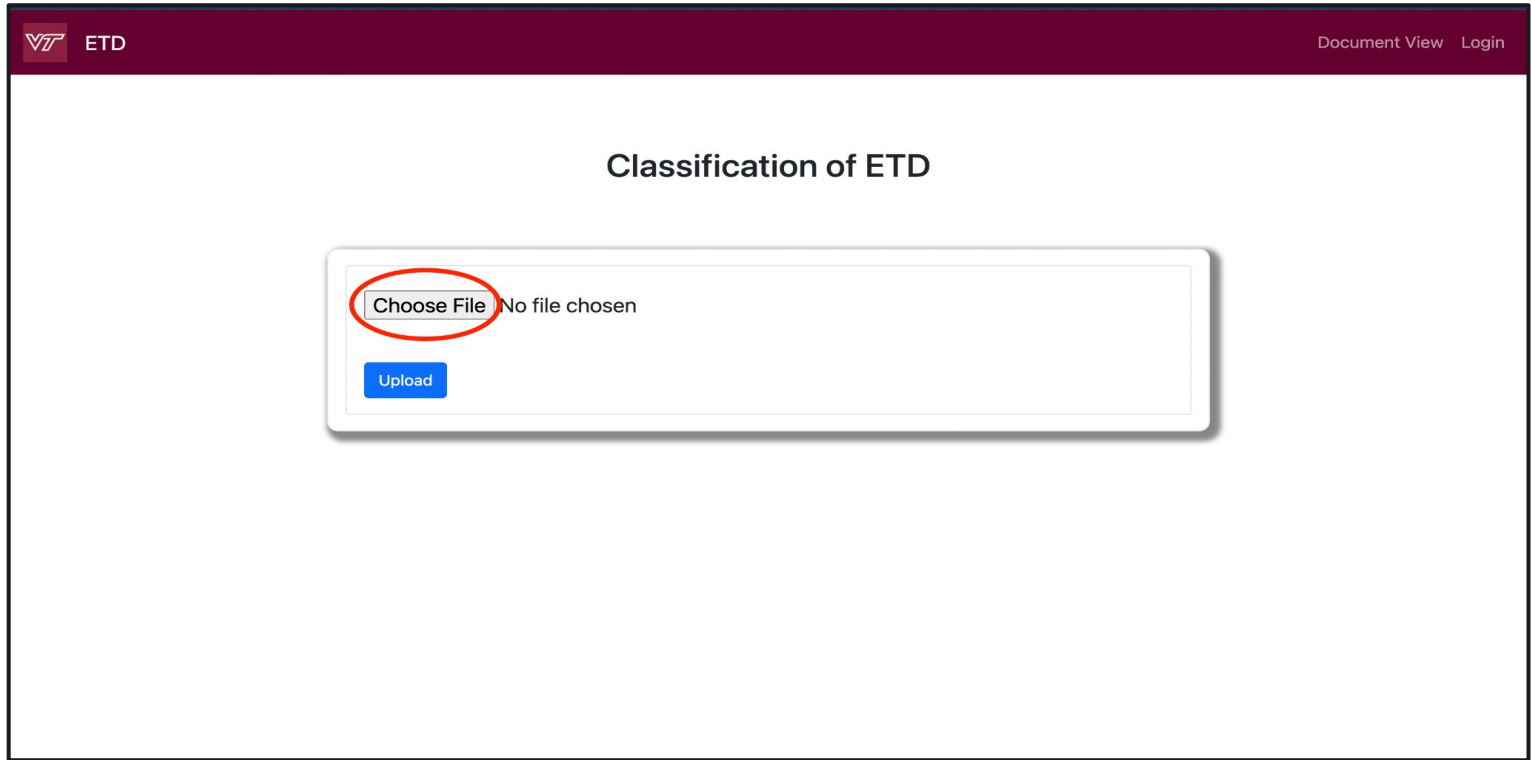 VT ETD Document View Login
Classification of ETD
Choose File No file chosen
Upload